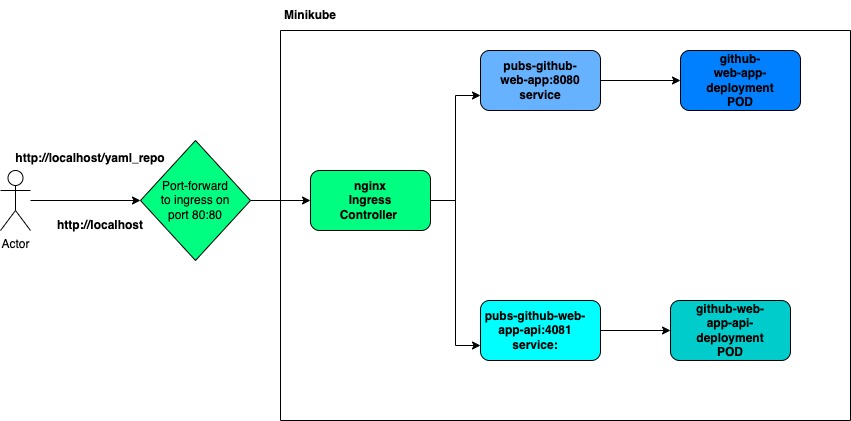 Minikube
http://localhost/yaml_repo
http://localhost
Actor
Port-forward
to ingress on
port 80:80
nginx
Ingress
Controller
pubs-github-
web-app:8080
service
github-
web-app-
deployment
POD
pubs-github-web-
app-api:4081
service:
github-web-
app-api-
deployment
POD